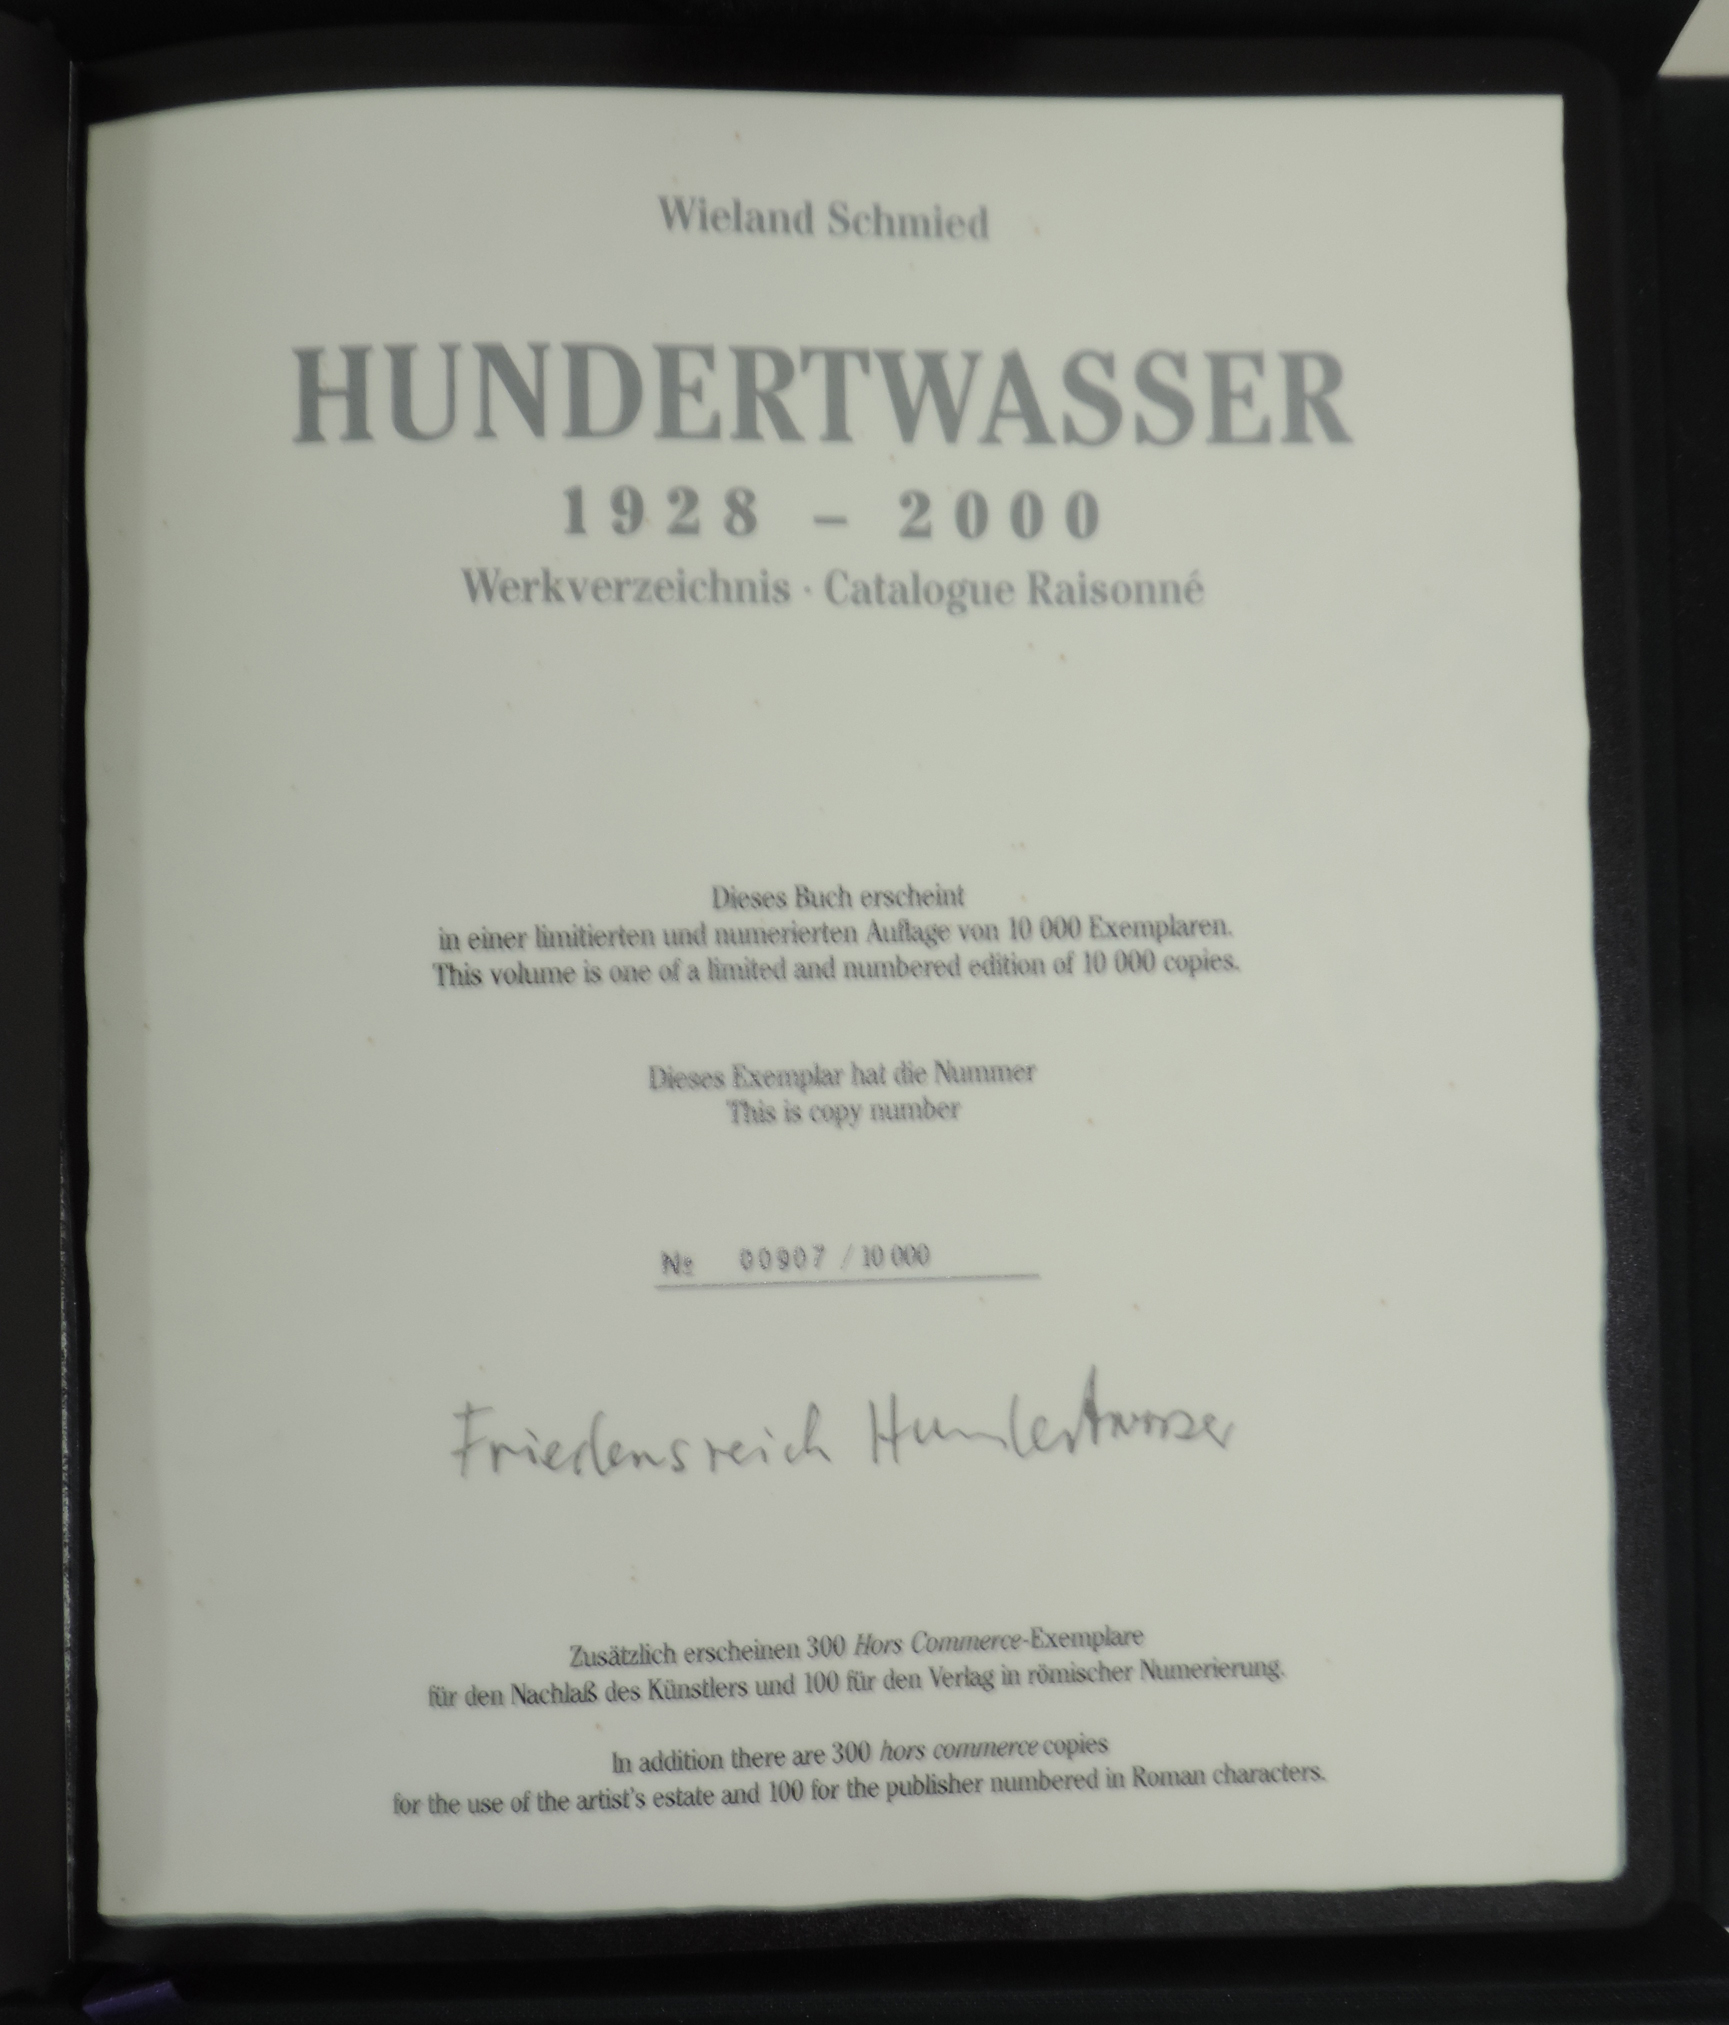 Wieland Schmied
HUNDERTWASSER
1928 – 2000
Werkverzeichnis · Catalogue Raisonné
Dieses Buch erscheint
in einer limitierten und numerierten Auflage von 10 000 Exemplaren.
This volume is one of a limited and numbered edition of 10 000 copies.
Dieses Exemplar hat die Nummer
This is copy number
№ 00907 / 10 000
Friedensreich Hundertwasser
Zusätzlich erscheinen 300 Hors Commerce-Exemplare
für den Nachlaß des Künstlers und 100 für den Verlag in römischer Numerierung.
In addition there are 300 hors commerce copies
for the use of the artist's estate and 100 for the publisher numbered in Roman characters.